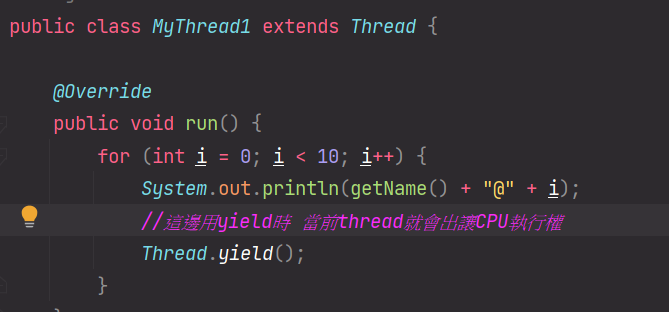 public class MyThread1 extends Thread {
@Override
public void run() {
for (int i = 0; i < 10; i++) {
System.out.println(getName() + "@" + i);
//這邊用yield時 當前thread就會出讓CPU執行權
Thread.yield();
}